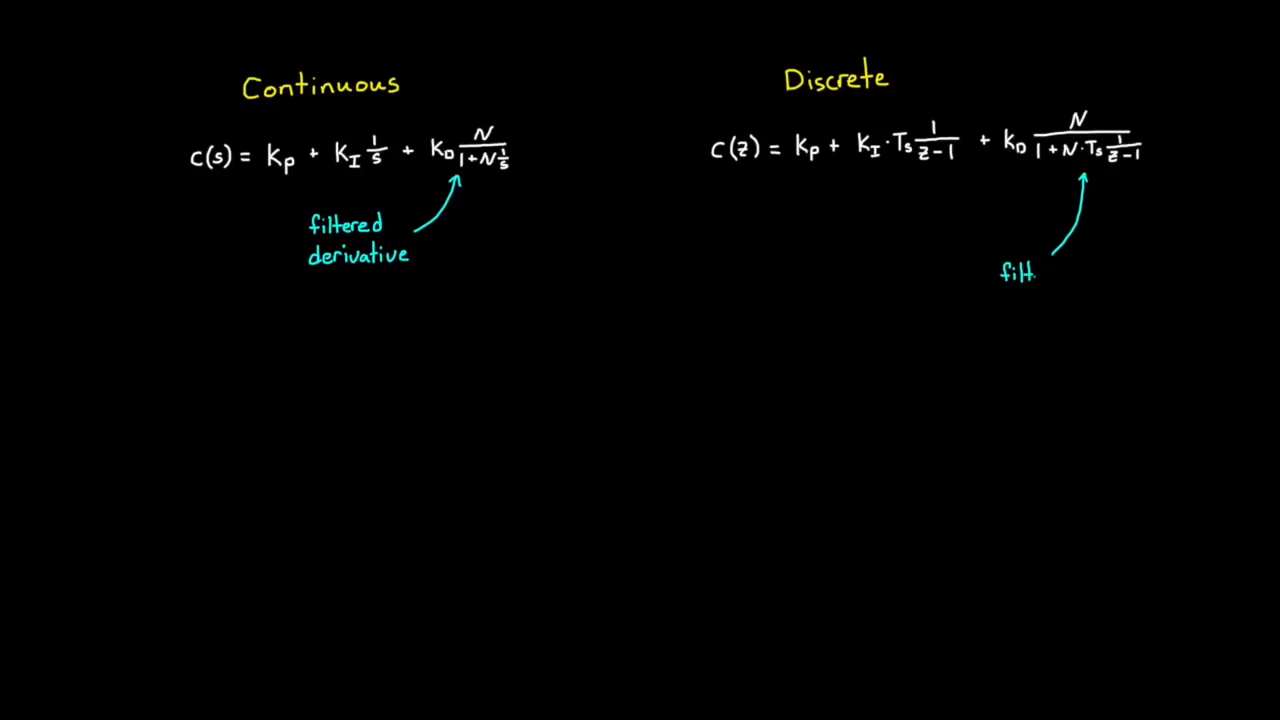 Continuous
C(s) = Kp + KI 1/s + KD N/(1+N 1/s)
filtered
derivative
Discrete
C(z) = Kp + KI · Ts 1/(z-1) + KD N/(1 + N · Ts 1/(z-1))
filt